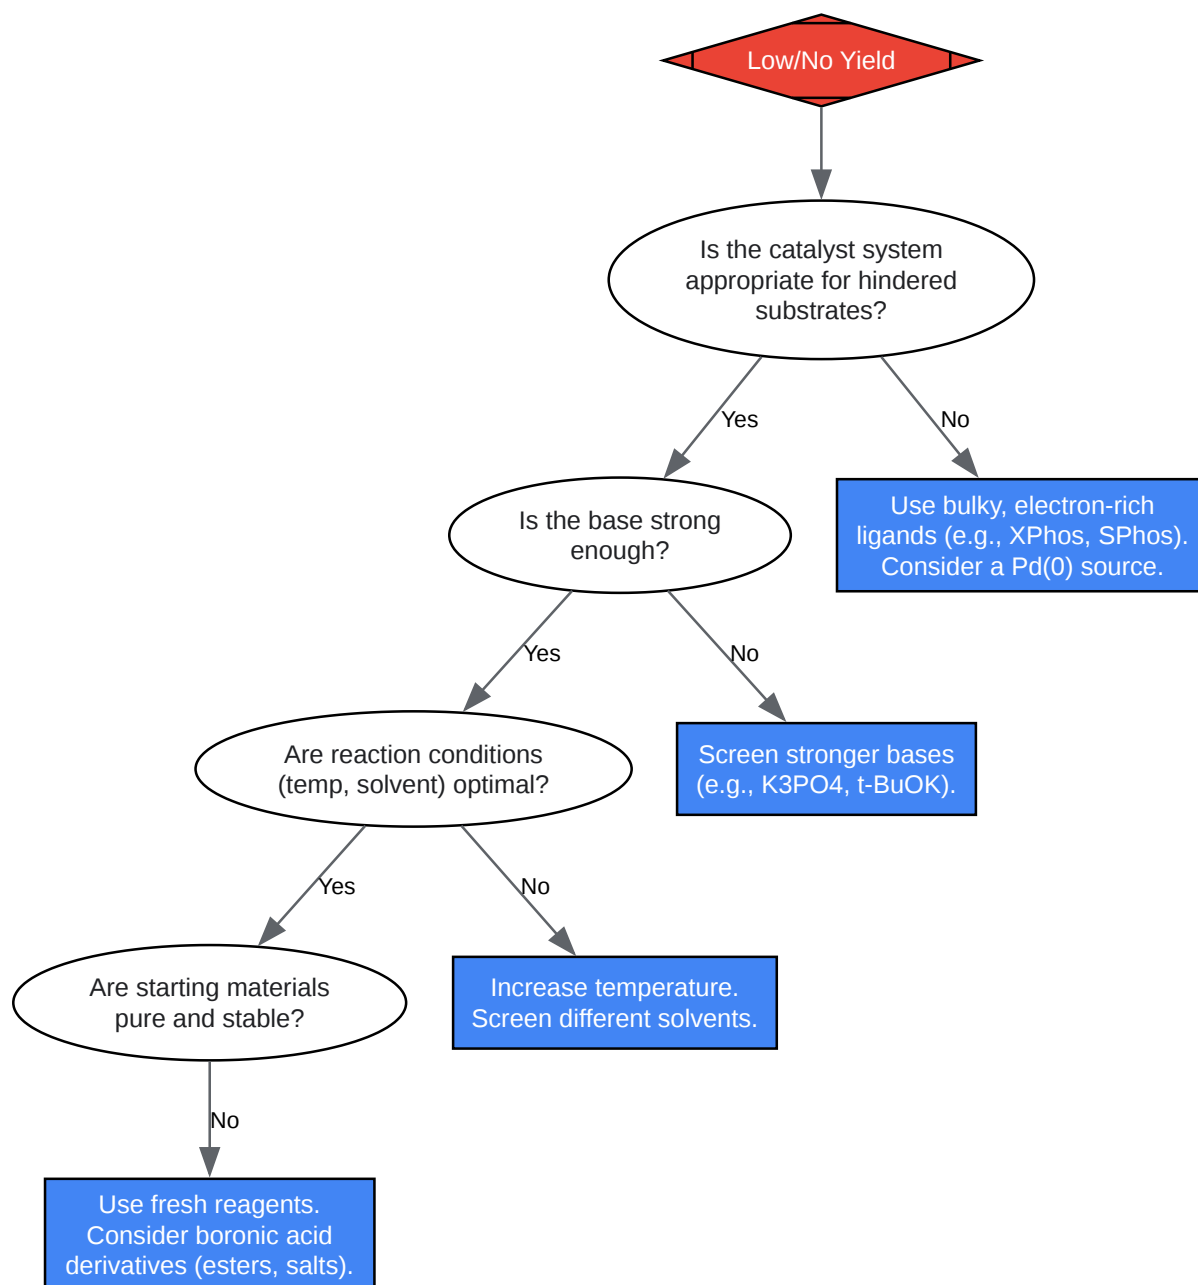 Low/No Yield
Is the catalyst system
appropriate for hindered
substrates?
Yes
No
Is the base strong
enough?
Use bulky, electron-rich
ligands (e.g., XPhos, SPhos).
Consider a Pd(0) source.
Yes
No
Are reaction conditions
(temp, solvent) optimal?
Screen stronger bases
(e.g., K3PO4, t-BuOK).
Yes
No
Are starting materials
pure and stable?
Increase temperature.
Screen different solvents.
No
Use fresh reagents.
Consider boronic acid
derivatives (esters, salts).